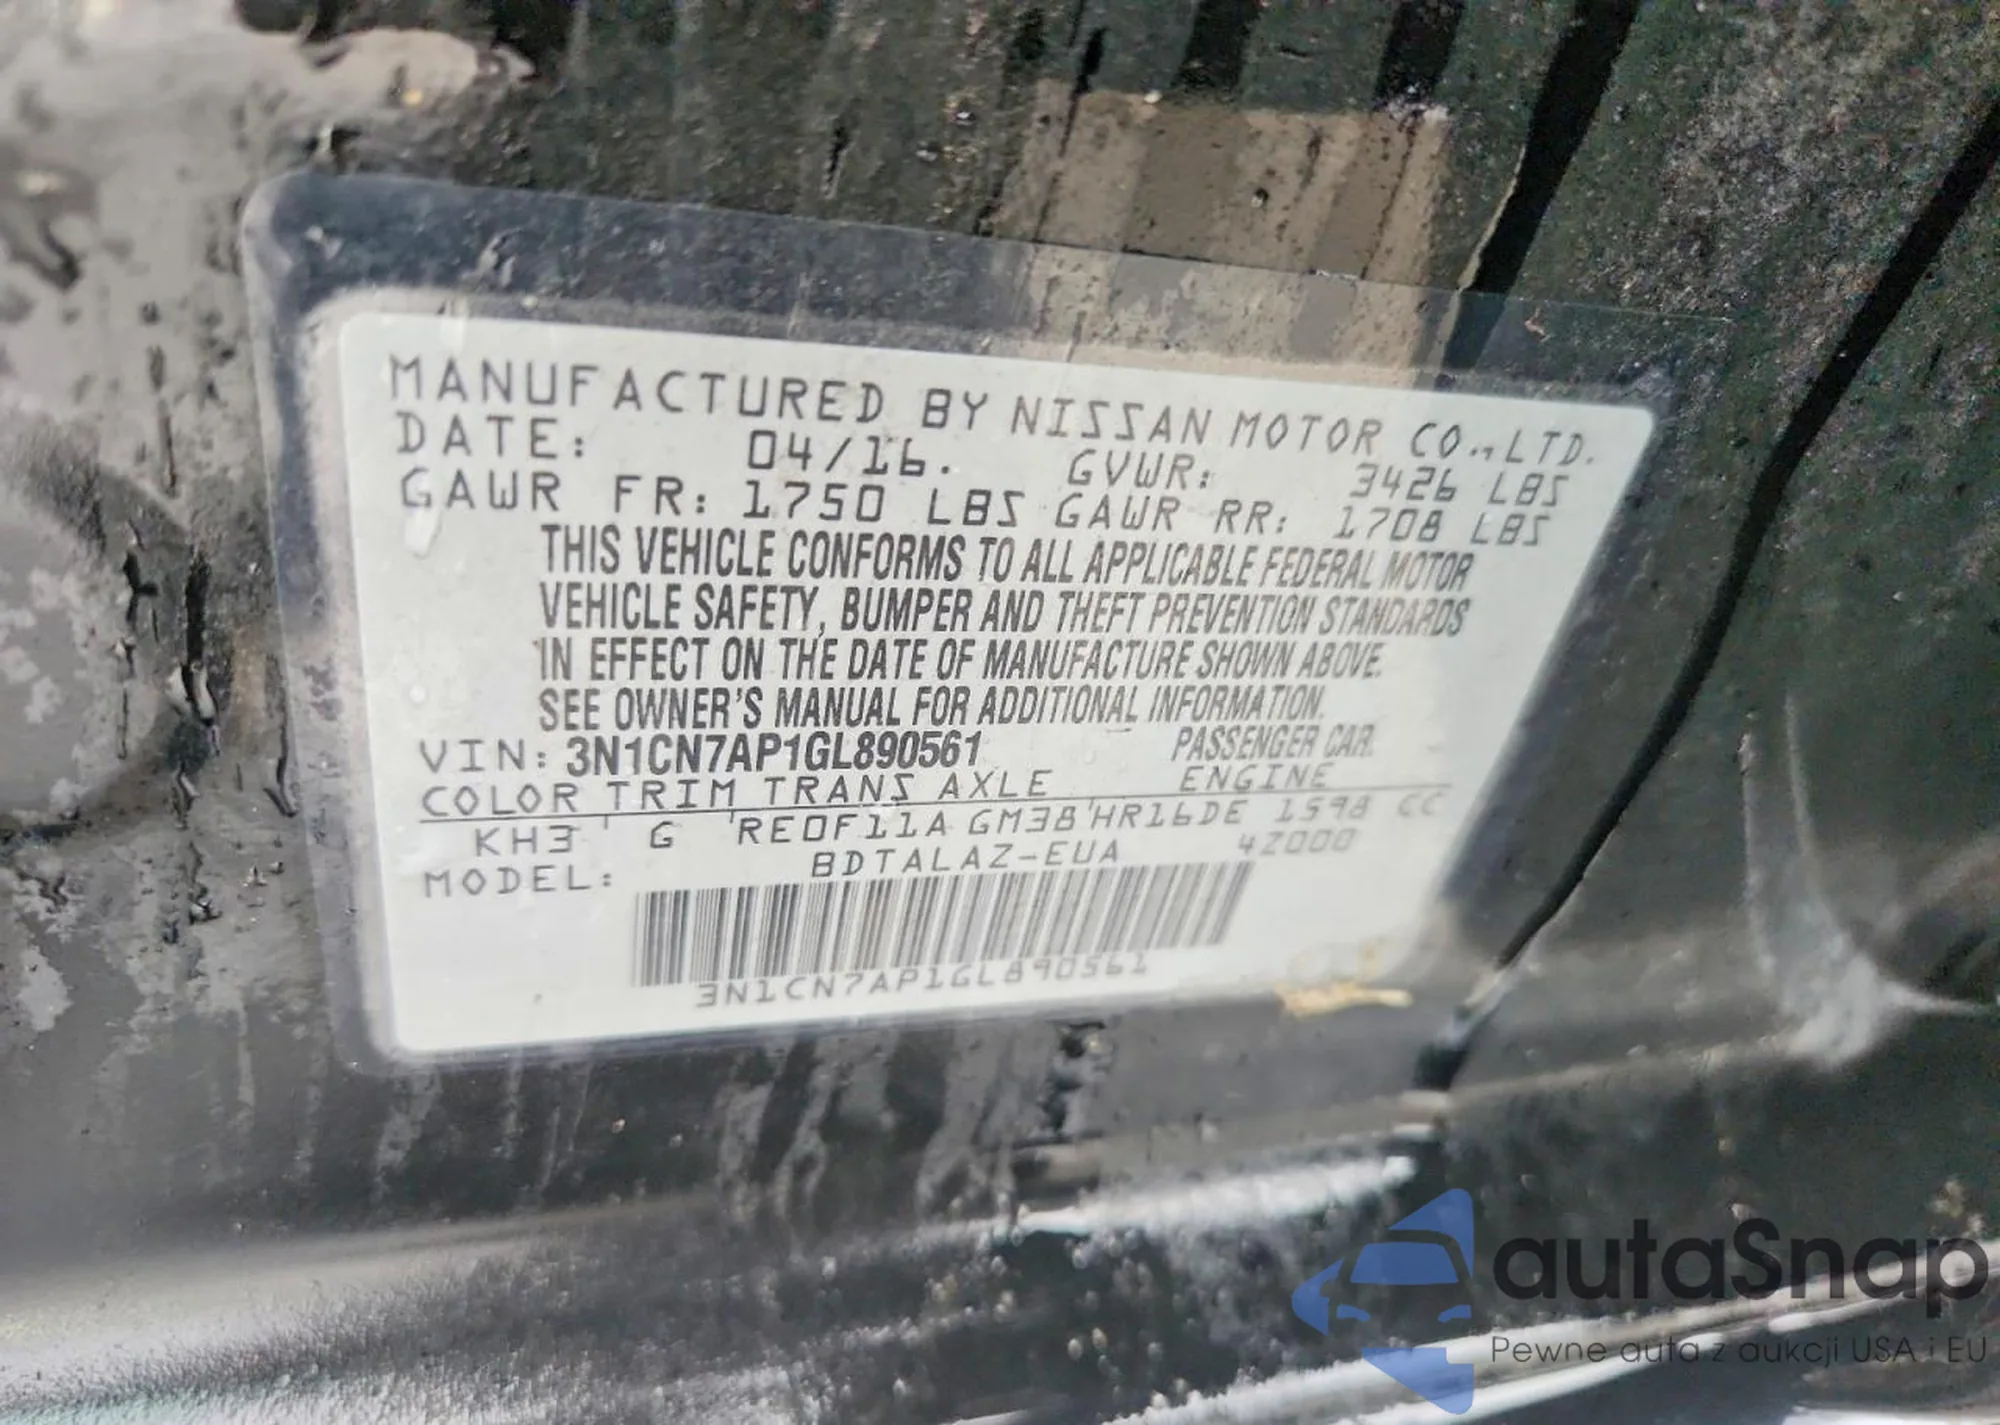 MANUFACTURED BY NISSAN MOTOR CO., LTD.
DATE: 04/16. GVWR: 3426 LBS
GAWR FR: 1750 LBS GAWR RR: 1708 LBS
THIS VEHICLE CONFORMS TO ALL APPLICABLE FEDERAL MOTOR
VEHICLE SAFETY, BUMPER AND THEFT PREVENTION STANDARDS
IN EFFECT ON THE DATE OF MANUFACTURE SHOWN ABOVE.
SEE OWNER'S MANUAL FOR ADDITIONAL INFORMATION.
VIN: 3N1CN7AP1GL890561 PASSENGER CAR.
COLOR TRIM TRANS AXLE ENGINE
KH3 G RE0F11A GM38 HR16DE 1598 CC
MODEL: BDTALAZ-EUA 4Z000
3N1CN7AP1GL890561
autaSnap
Pewne auta z aukcji USA i EU